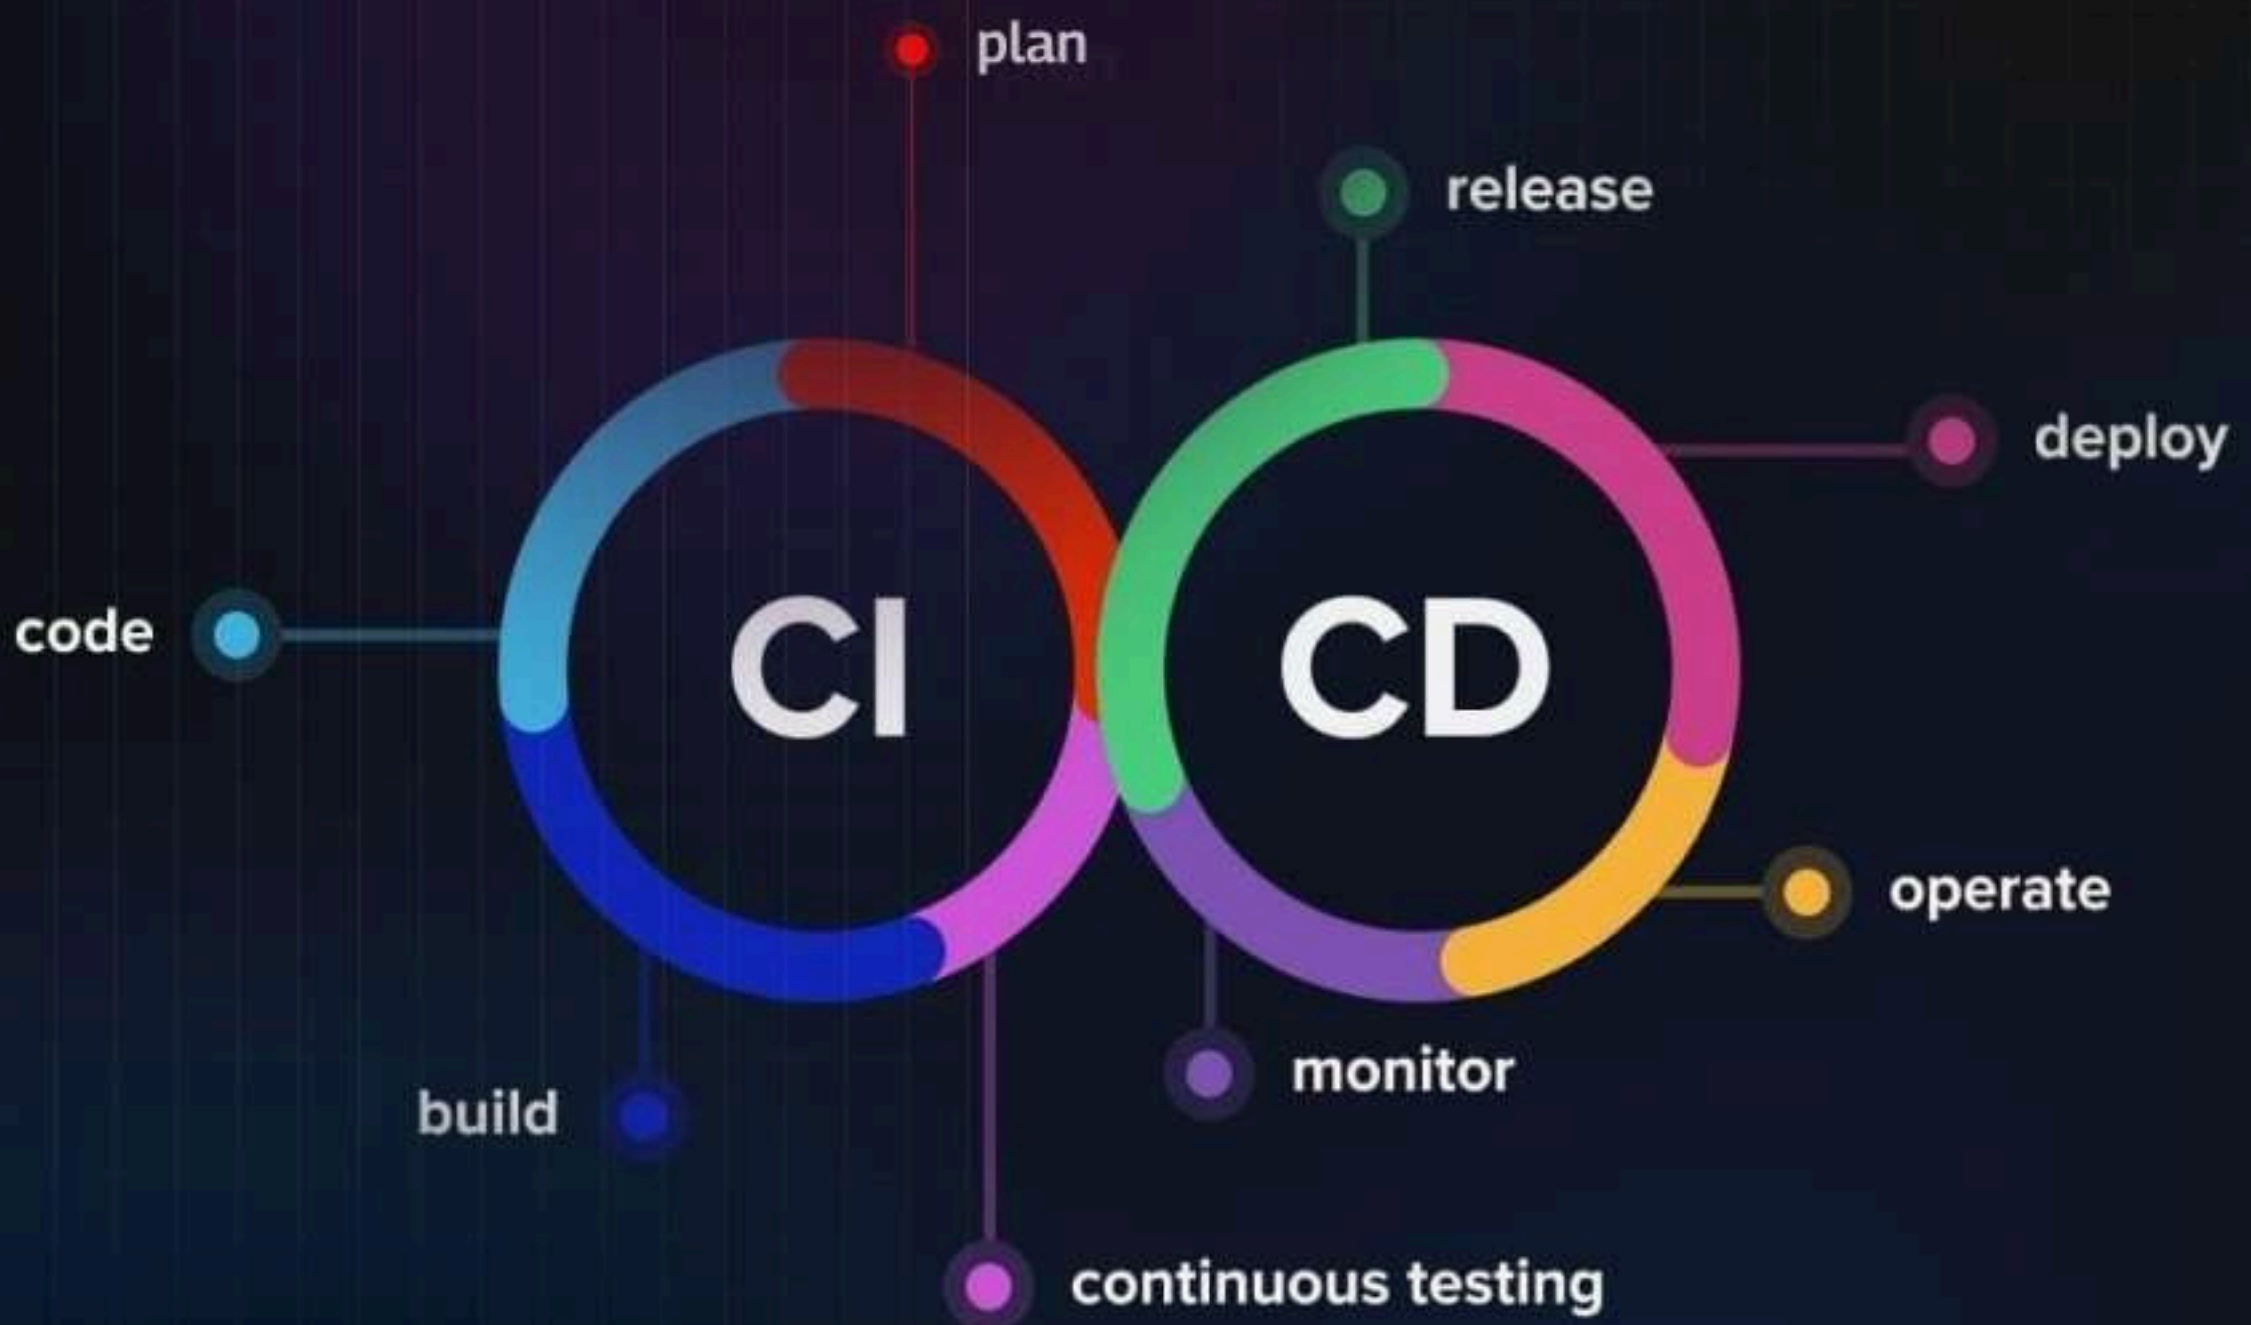 plan
release
deploy
code
CI
CD
operate
monitor
build
continuous testing